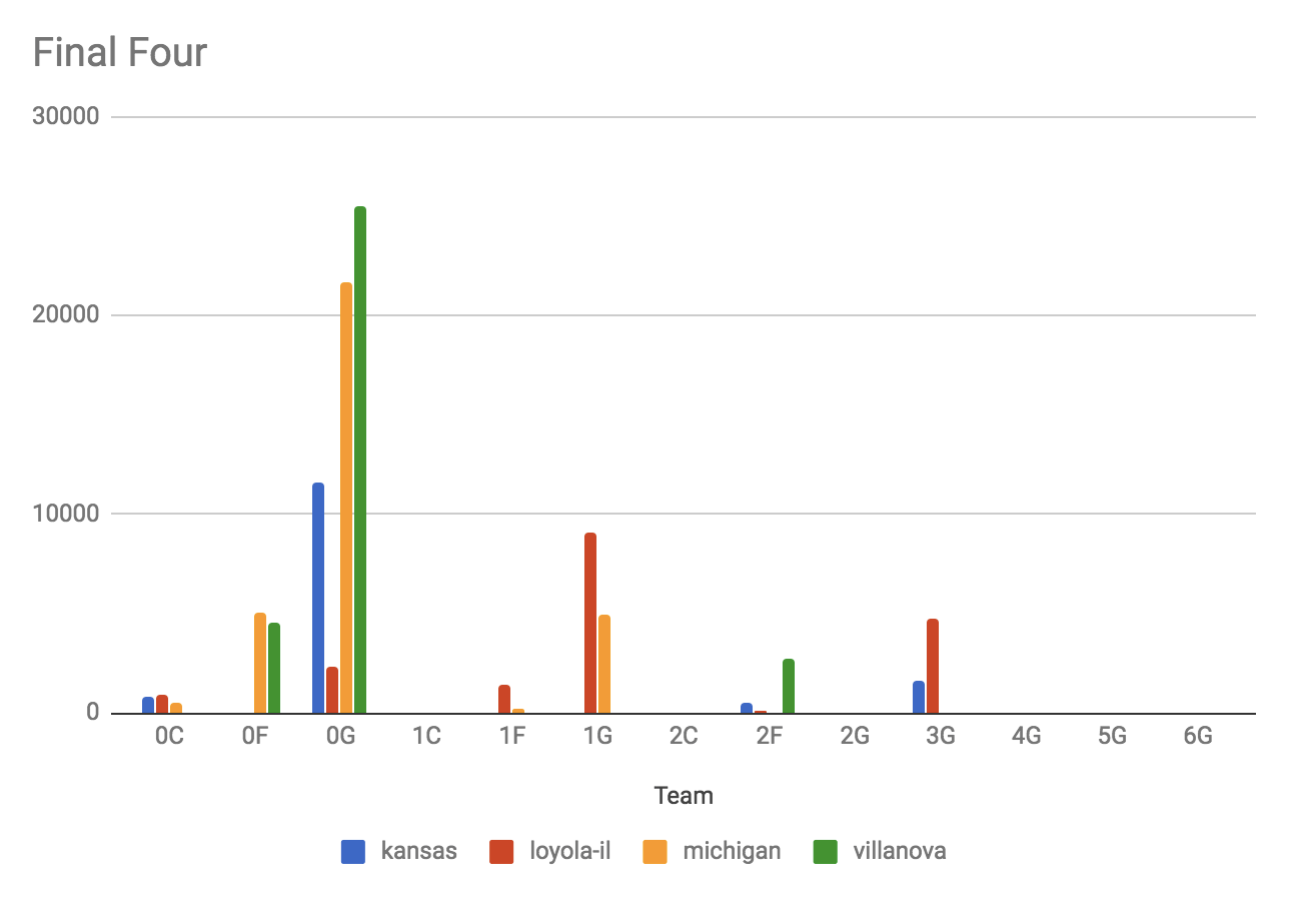 Final Four
30000
20000
10000
0
0C 0F 0G 1C 1F 1G 2C 2F 2G 3G 4G 5G 6G
Team
kansas loyola-il michigan villanova